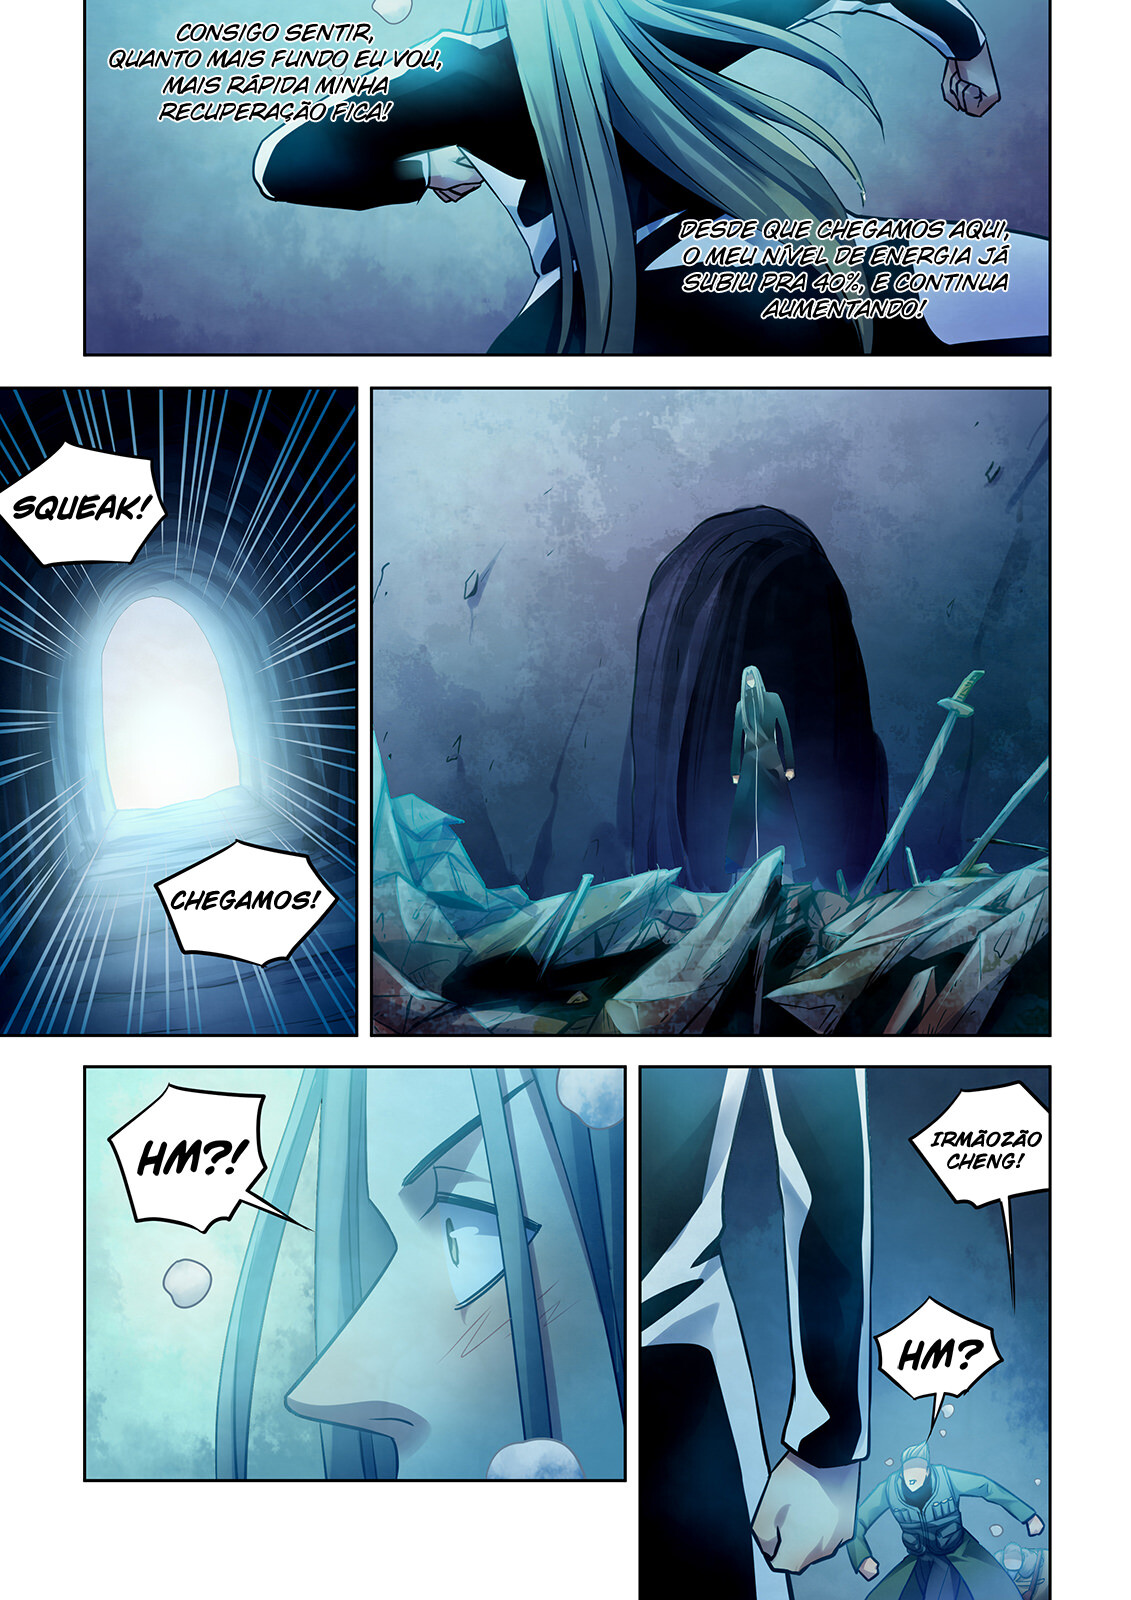 CONSIGO SENTIR,
QUANTO MAIS FUNDO EU VOU,
MAIS RÁPIDA MINHA
RECUPERAÇÃO FICA!
DESDE QUE CHEGAMOS AQUI,
O MEU NÍVEL DE ENERGIA JÁ
SUBIU PRA 40%, E CONTINUA
AUMENTANDO!
SQUEAK!
CHEGAMOS!
HM?!
IRMÃOZÃO
CHENG!
HM?